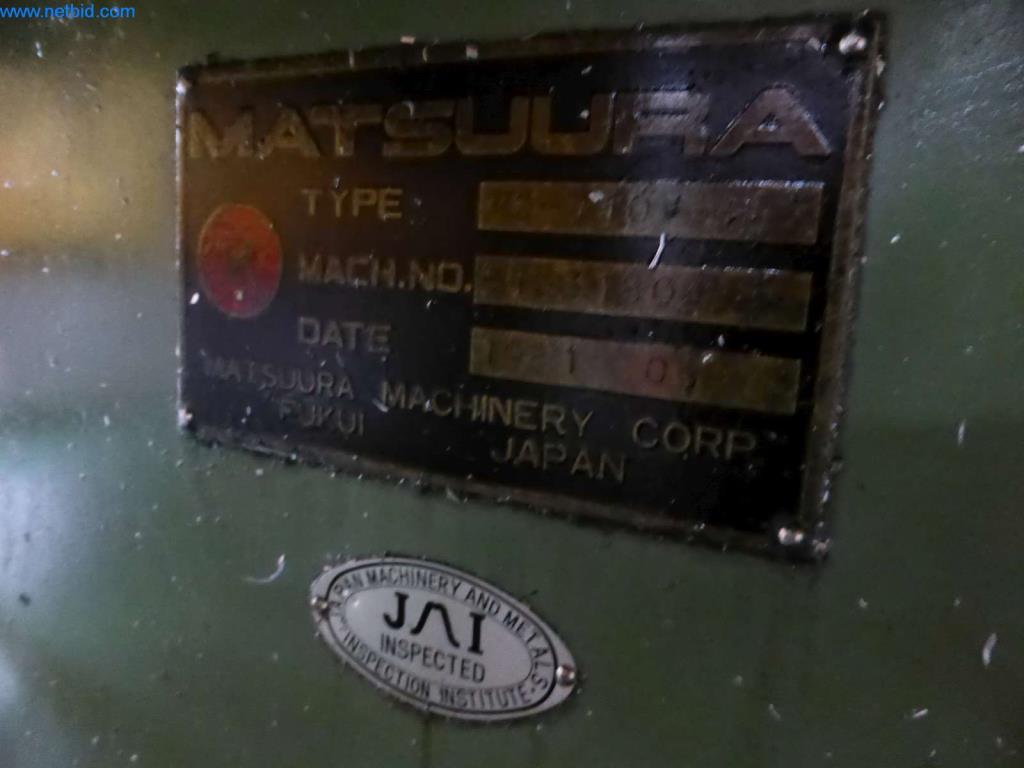 www.netbid.com
MATSUURA
TYPE
MACH.NO.
DATE
MATSUURA MACHINERY CORP
FUKUI JAPAN
JAPAN MACHINERY AND METALS
JAI
INSPECTED
INSPECTION INSTITUTE